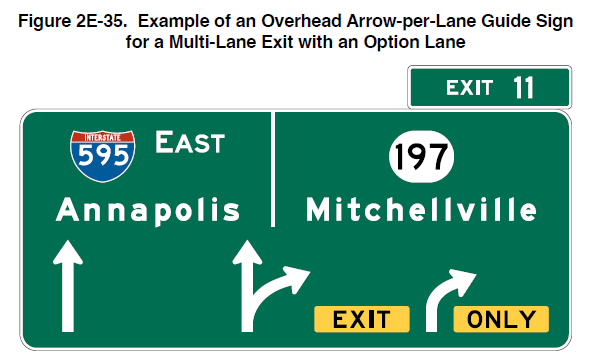 Figure 2E-35. Example of an Overhead Arrow-per-Lane Guide Sign
for a Multi-Lane Exit with an Option Lane
EXIT 11
INTERSTATE
595
EAST
197
Annapolis
Mitchellville
EXIT
ONLY